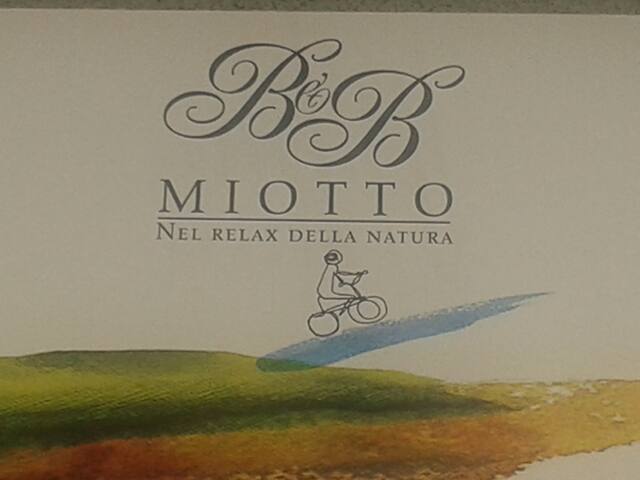 B&B
MIOTTO
NEL RELAX DELLA NATURA